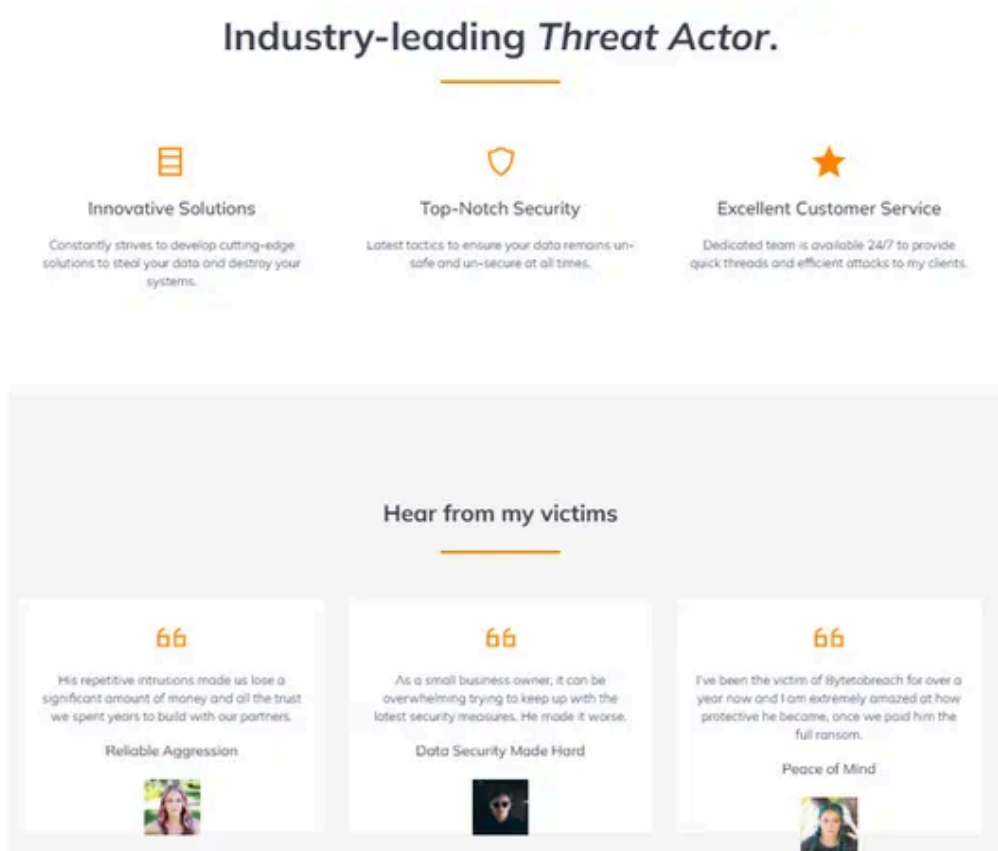 Industry-leading Threat Actor.
Innovative Solutions
Constantly strives to develop cutting-edge
solutions to steal your data and destroy your
systems.
Top-Notch Security
Latest tactics to ensure your data remains un-
safe and un-secure at all times.
Excellent Customer Service
Dedicated team is available 24/7 to provide
quick threads and efficient attacks to my clients.
Hear from my victims
His repetitive intrusions made us lose a
significant amount of money and all the trust
we spent years to build with our partners.
Reliable Aggression
As a small business owner, it can be
overwhelming trying to keep up with the
latest security measures. He made it worse.
Data Security Made Hard
I've been the victim of Bytetobreach for over a
year now and I am extremely amazed at how
protective he became, once we paid him the
full ransom.
Peace of Mind